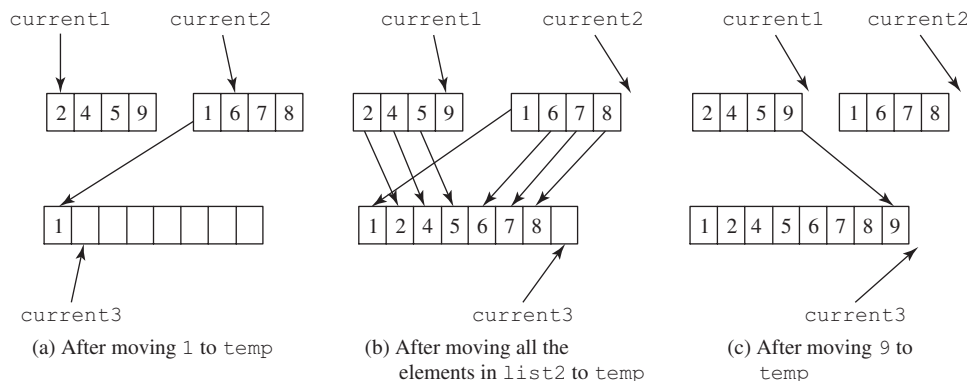 current1 current2 current1 current2 current1 current2
2 4 5 9 1 6 7 8 2 4 5 9 1 6 7 8 2 4 5 9 1 6 7 8
1 1 2 4 5 6 7 8 1 2 4 5 6 7 8 9
current3 current3 current3
(a) After moving 1 to temp
(b) After moving all the
elements in list2 to temp
(c) After moving 9 to
temp